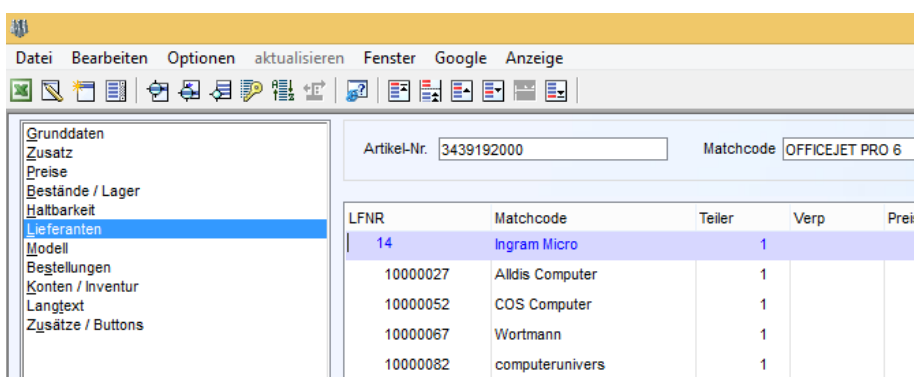 Datei Bearbeiten Optionen aktualisieren Fenster Google Anzeige
Grunddaten
Zusatz
Preise
Bestände / Lager
Haltbarkeit
Lieferanten
Modell
Bestellungen
Konten / Inventur
Langtext
Zusätze / Buttons
Artikel-Nr. 3439192000 Matchcode OFFICEJET PRO 6
LFNR Matchcode Teiler Verp Preis
14 Ingram Micro 1
10000027 Alldis Computer 1
10000052 COS Computer 1
10000067 Wortmann 1
10000082 computerunivers 1